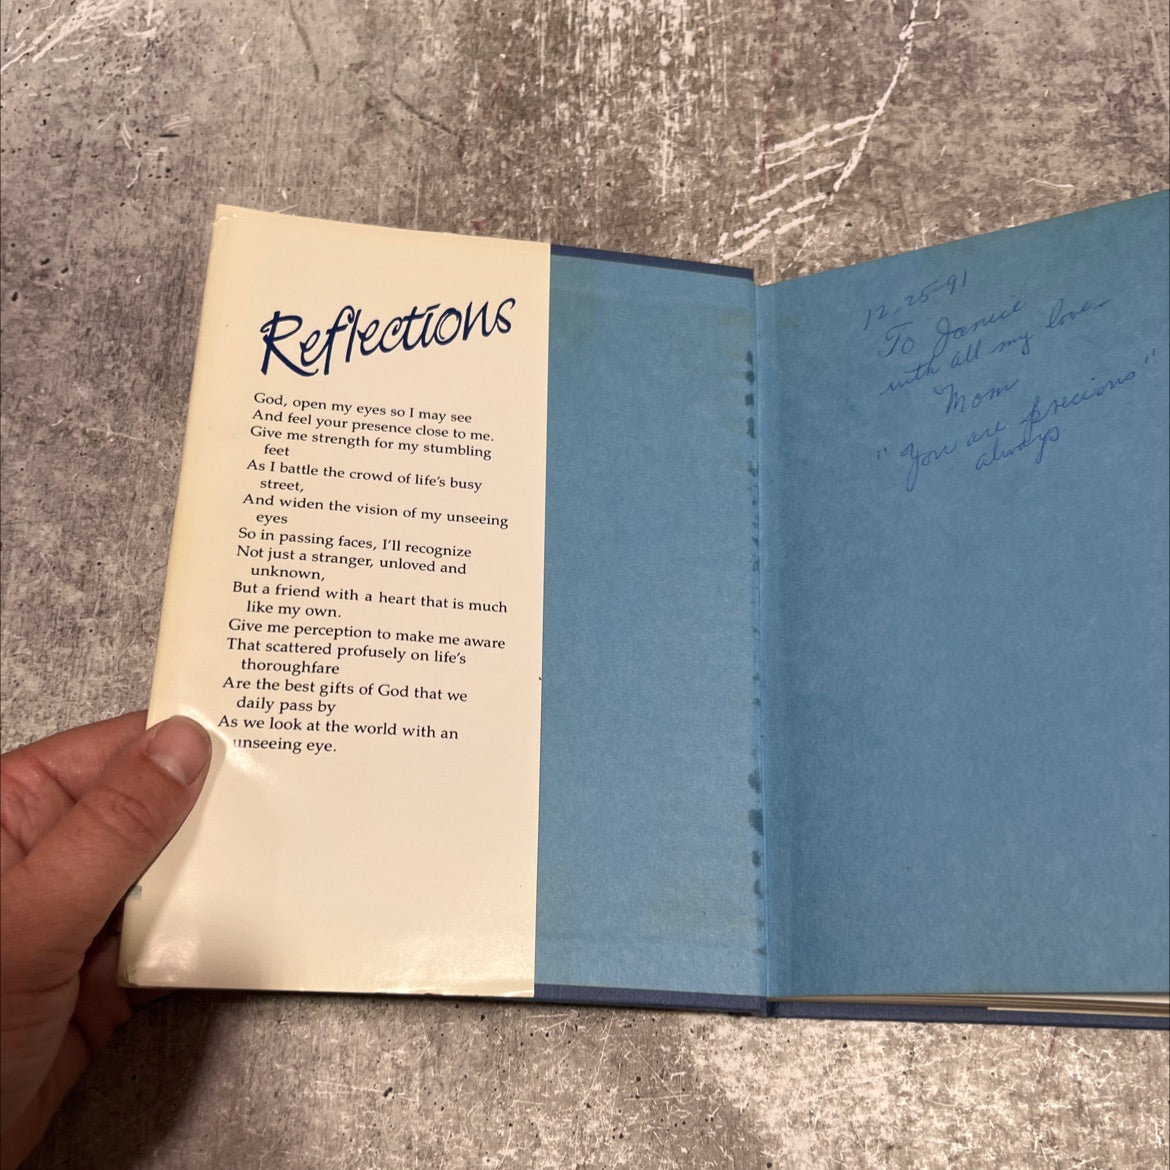 Reflections
God, open my eyes so I may see
And feel your presence close to me.
Give me strength for my stumbling
feet
As I battle the crowd of life's busy
street,
And widen the vision of my unseeing
eyes
So in passing faces, I'll recognize
Not just a stranger, unloved and
unknown,
But a friend with a heart that is much
like my own.
Give me perception to make me aware
That scattered profusely on life's
thoroughfare
Are the best gifts of God that we
daily pass by
As we look at the world with an
unseeing eye.
12-25-91
To Janice
with all my love-
Mom
"You are precious"
always